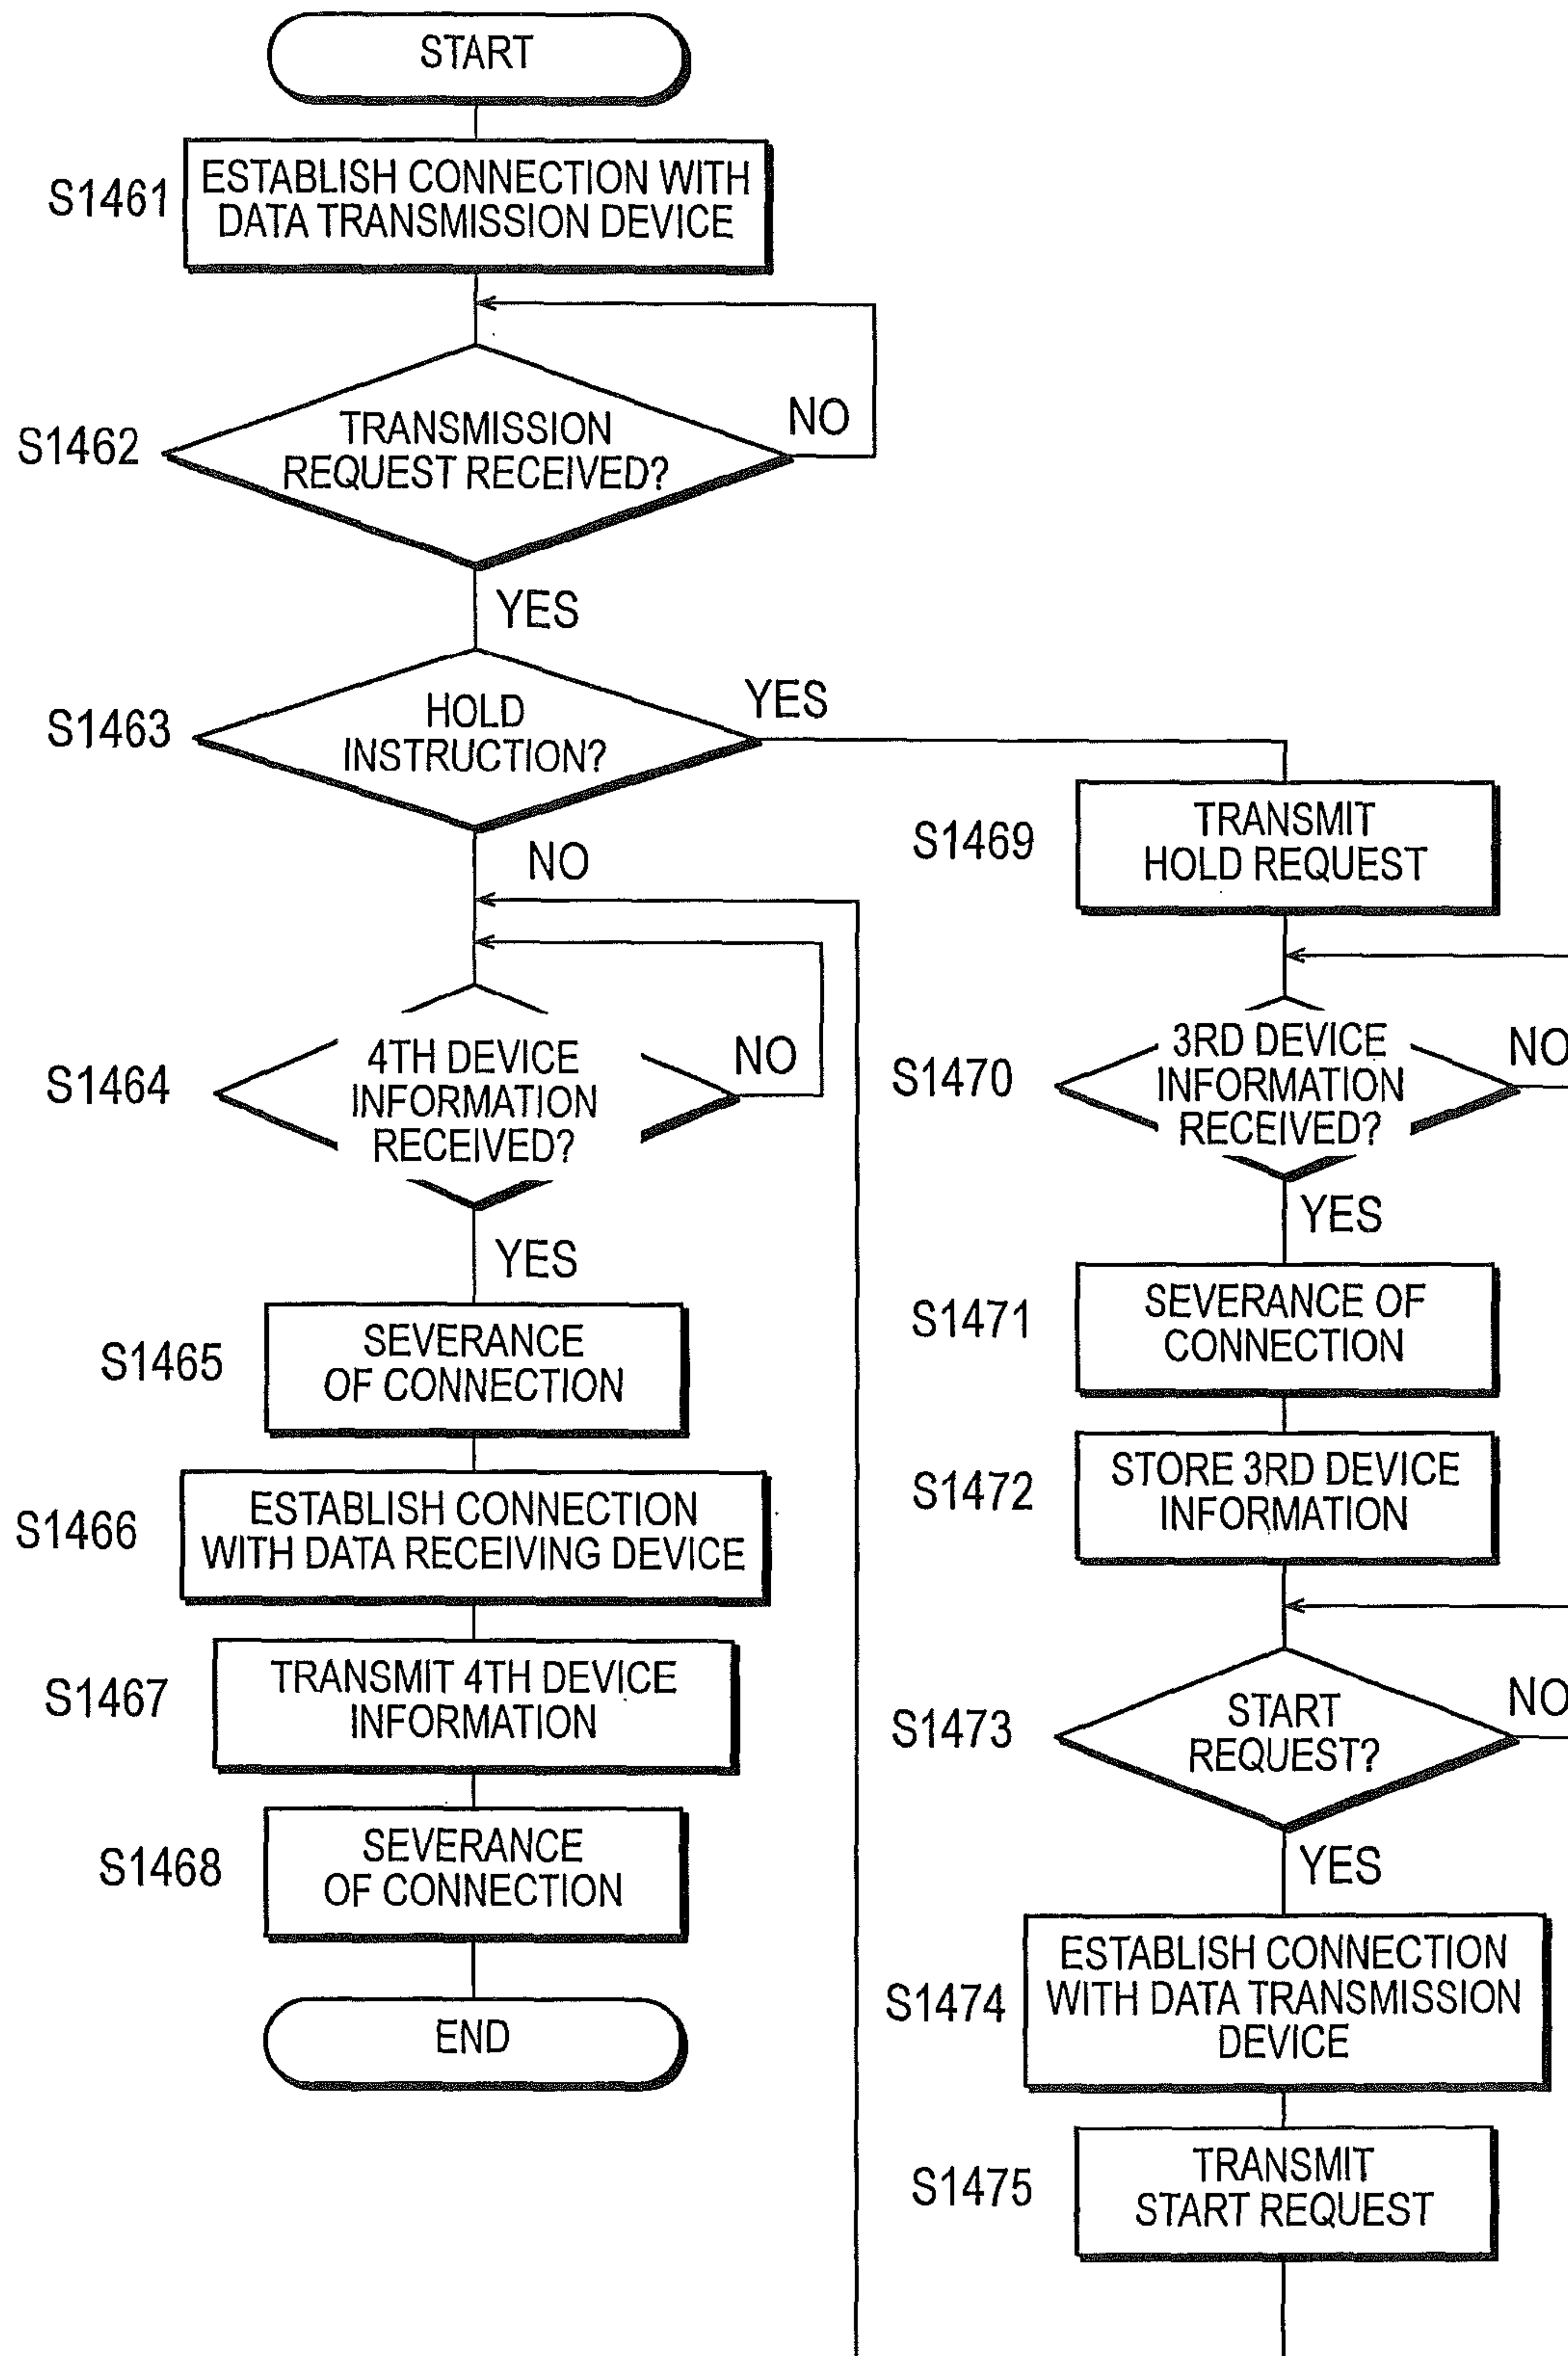 START
S1461
ESTABLISH CONNECTION WITH
DATA TRANSMISSION DEVICE
S1462
TRANSMISSION
REQUEST RECEIVED?
NO
YES
S1463
HOLD
INSTRUCTION?
YES
NO
S1464
4TH DEVICE
INFORMATION
RECEIVED?
NO
YES
S1465
SEVERANCE
OF CONNECTION
S1466
ESTABLISH CONNECTION
WITH DATA RECEIVING DEVICE
S1467
TRANSMIT 4TH DEVICE
INFORMATION
S1468
SEVERANCE
OF CONNECTION
END
S1469
TRANSMIT
HOLD REQUEST
S1470
3RD DEVICE
INFORMATION
RECEIVED?
NO
YES
S1471
SEVERANCE OF
CONNECTION
S1472
STORE 3RD DEVICE
INFORMATION
S1473
START
REQUEST?
NO
YES
S1474
ESTABLISH CONNECTION
WITH DATA TRANSMISSION
DEVICE
S1475
TRANSMIT
START REQUEST